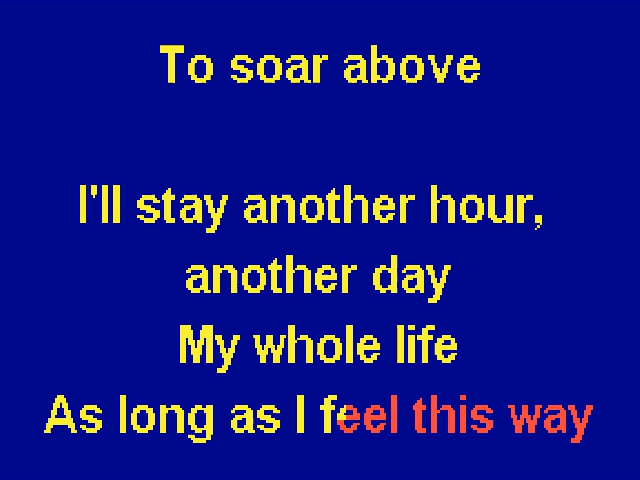 To soar above
I'll stay another hour,
another day
My whole life
As long as I feel this way